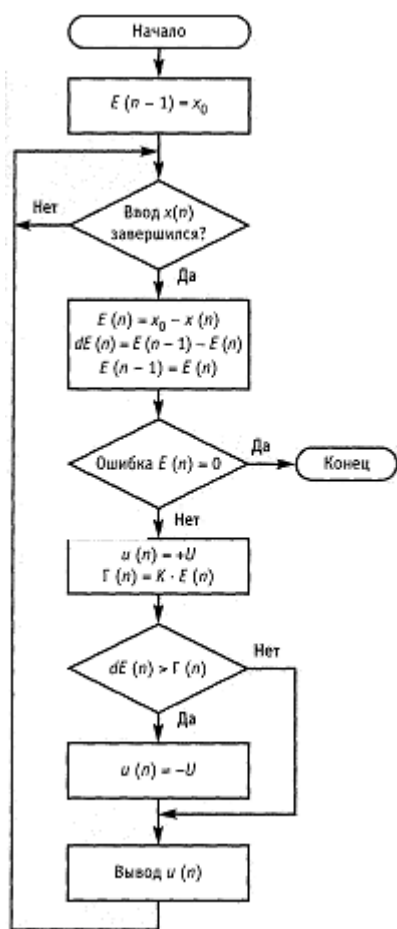 Начало
E (n – 1) = x₀
Нет
Ввод x(n)
завершился?
Да
E (n) = x₀ – x (n)
dE (n) = E (n – 1) – E (n)
E (n – 1) = E (n)
Ошибка E (n) = 0
Да
Конец
Нет
u (n) = +U
Г (n) = K · E (n)
dE (n) > Г (n)
Нет
Да
u (n) = –U
Вывод u (n)